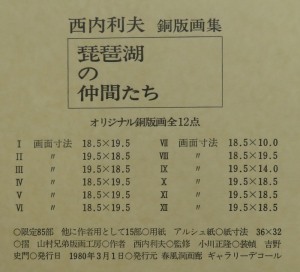 西内利夫 銅版画集
琵琶湖
の
仲間たち
オリジナル銅版画全12点
I 画面寸法 18.5×19.5
II 〃 18.5×19.5
III 〃 19.5×14.0
IV 〃 18.5×19.5
V 〃 18.5×19.5
VI 〃 18.5×19.5
VII 画面寸法 18.5×10.0
VIII 〃 18.5×19.5
IX 〃 19.5×14.0
X 〃 18.5×19.5
XI 〃 18.5×19.5
XII 〃 18.5×19.5
○限定85部 他に作者用として15部○用紙 アルシュ紙○紙寸法 36×32
○摺 山村兄弟版画工房○作者 西内利夫○監修 小川正隆○装幀 吉野
史門○発行日 1980年3月1日○発行元 春風洞画廊 ギャラリーデコール